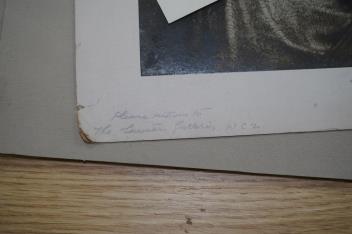 Please return to
The Leicester Galleries, W.C.2.